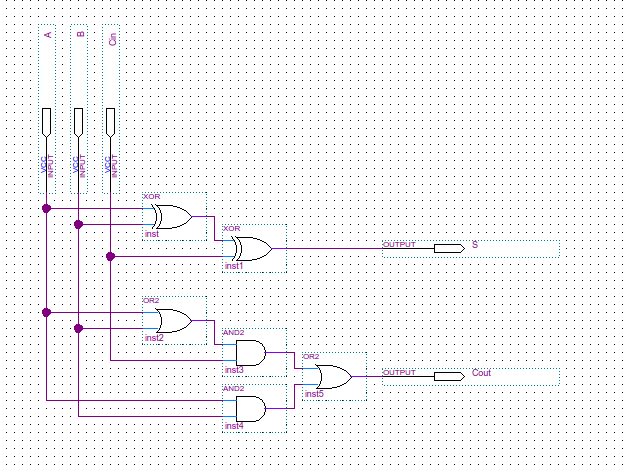 A
B
Cin
VCC
INPUT
VCC
INPUT
VCC
INPUT
XOR
inst
XOR
inst1
OUTPUT
S
OR2
inst2
AND2
inst3
OR2
inst5
OUTPUT
Cout
AND2
inst4